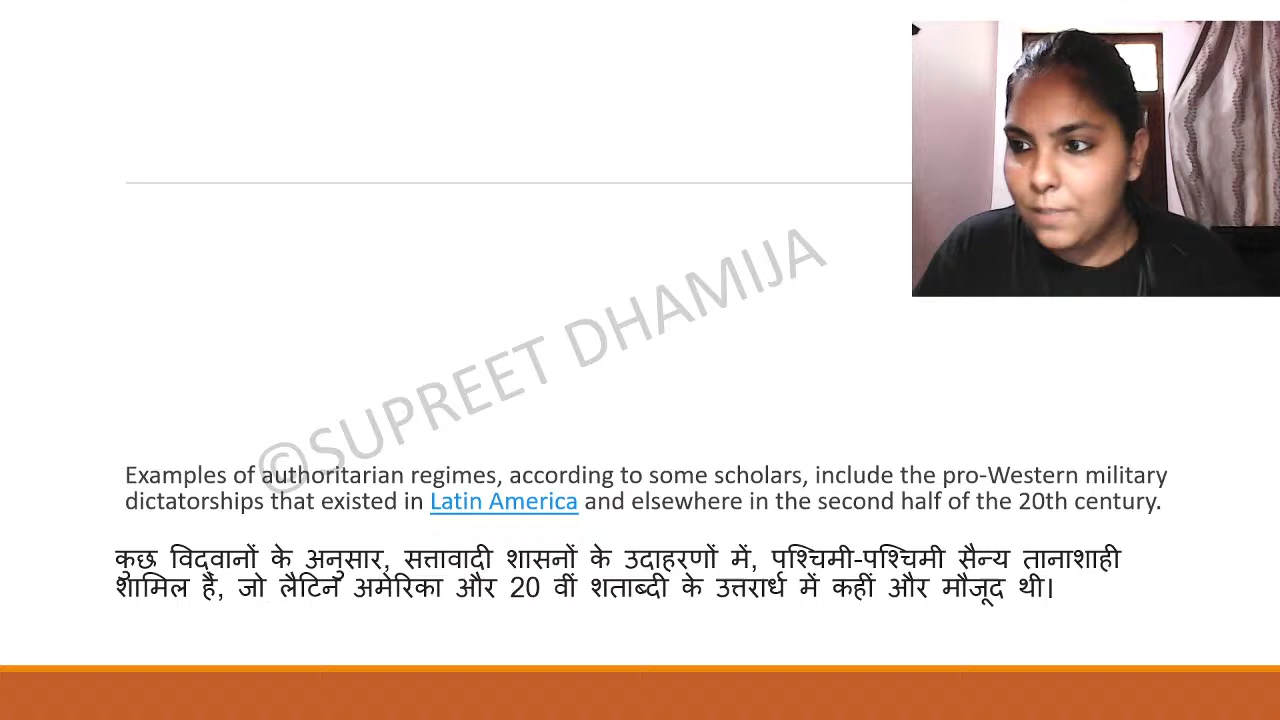 ©SUPREET DHAMIJA
Examples of authoritarian regimes, according to some scholars, include the pro-Western military
dictatorships that existed in Latin America and elsewhere in the second half of the 20th century.
कुछ विद्वानों के अनुसार, सत्तावादी शासनों के उदाहरणों में, पश्चिमी-पश्चिमी सैन्य तानाशाही
शामिल हैं, जो लैटिन अमेरिका और 20 वीं शताब्दी के उत्तरार्ध में कहीं और मौजूद थी।